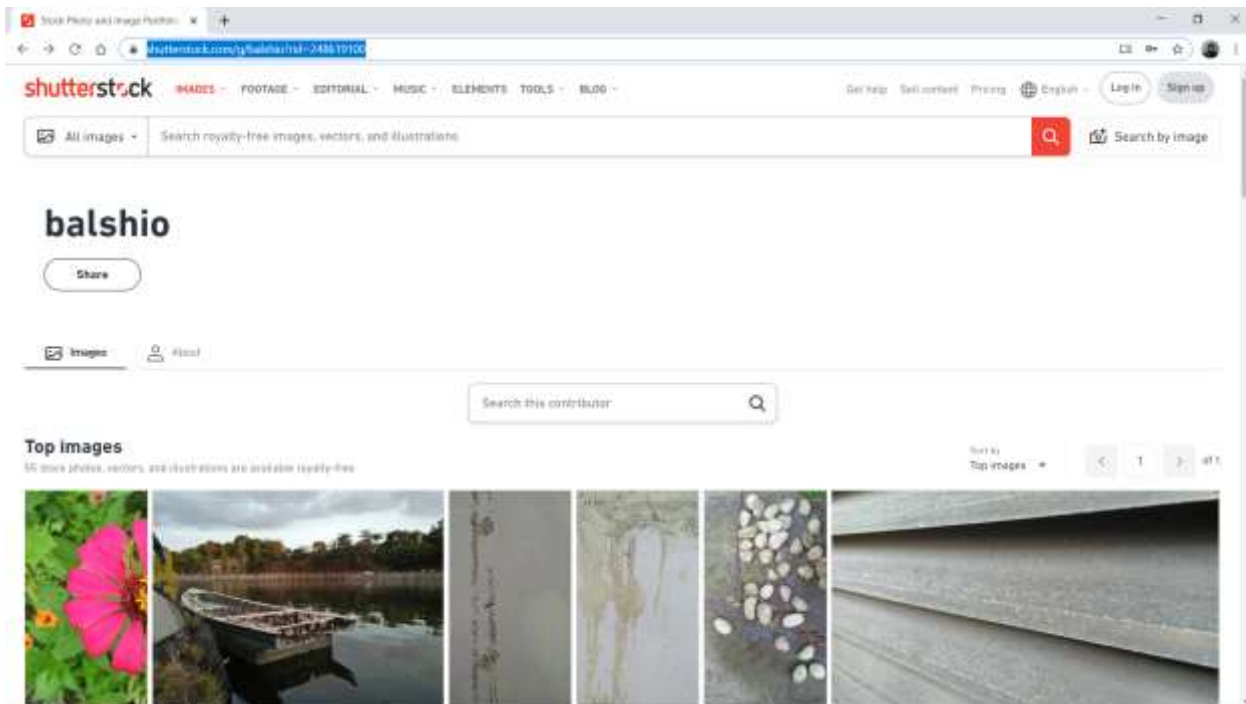 Stock Photo and Image Portfolio
shutterstock.com/g/balshio?rid=248619100
shutterstock IMAGES FOOTAGE EDITORIAL MUSIC ELEMENTS TOOLS BLOG Get help Sell content Pricing English Log in Sign up
All images Search royalty-free images, vectors, and illustrations Search by image
balshio
Share
Images About
Search this contributor
Top images
55 stock photos, vectors, and illustrations are available royalty-free.
Sort by
Top images 1 of 1